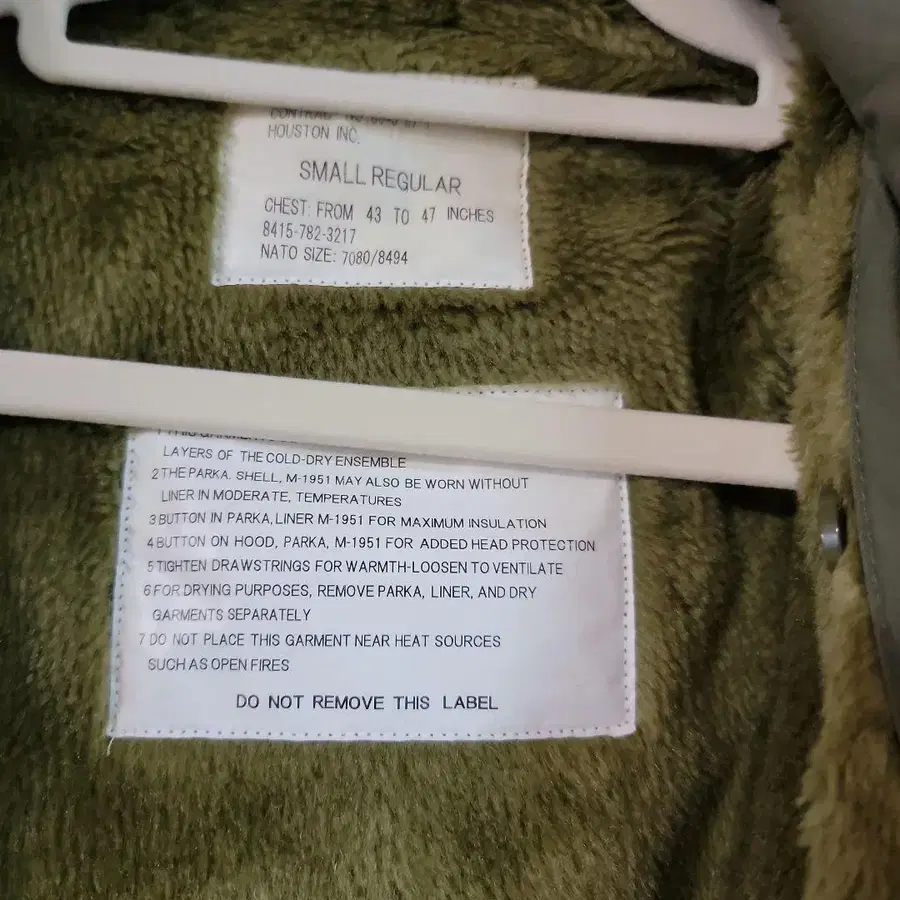 HOUSTON INC.
SMALL REGULAR
CHEST: FROM 43 TO 47 INCHES
8415-782-3217
NATO SIZE: 7080/8494
LAYERS OF THE COLD-DRY ENSEMBLE
2 THE PARKA. SHELL, M-1951 MAY ALSO BE WORN WITHOUT
LINER IN MODERATE, TEMPERATURES
3 BUTTON IN PARKA, LINER M-1951 FOR MAXIMUM INSULATION
4 BUTTON ON HOOD, PARKA, M-1951 FOR ADDED HEAD PROTECTION
5 TIGHTEN DRAWSTRINGS FOR WARMTH-LOOSEN TO VENTILATE
6 FOR DRYING PURPOSES, REMOVE PARKA, LINER, AND DRY
GARMENTS SEPARATELY
7 DO NOT PLACE THIS GARMENT NEAR HEAT SOURCES
SUCH AS OPEN FIRES
DO NOT REMOVE THIS LABEL